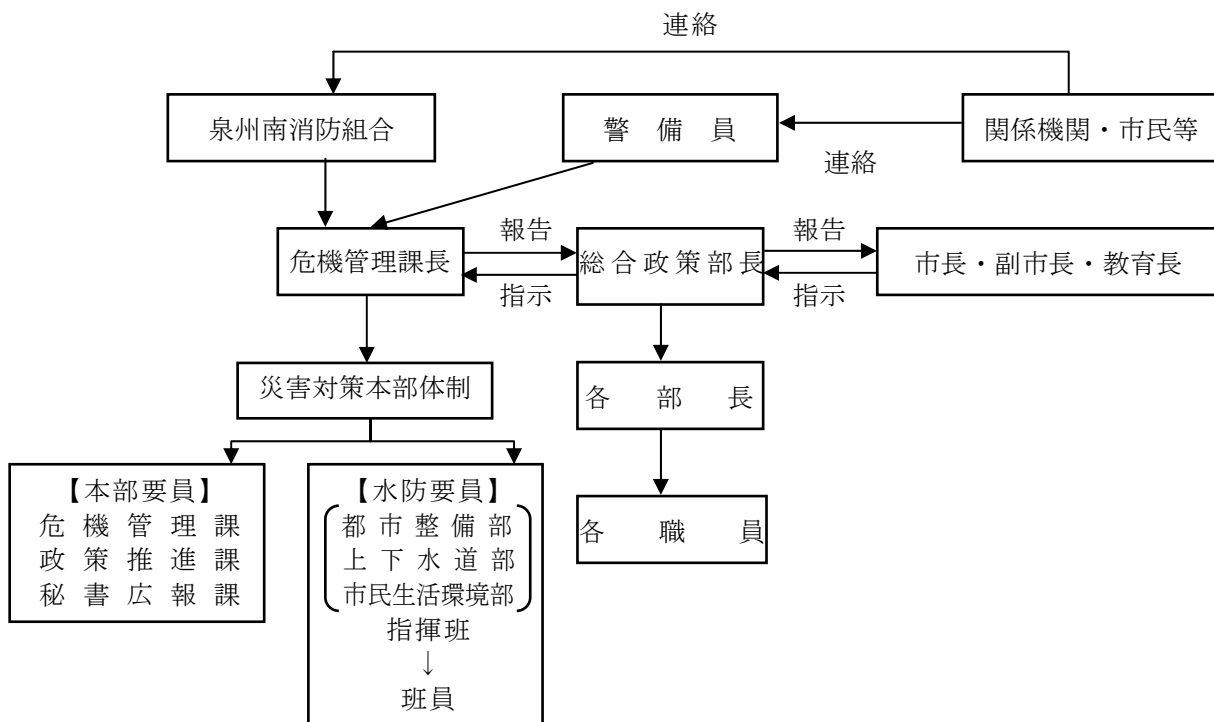 連絡
泉州南消防組合
警備員
関係機関・市民等
連絡
危機管理課長
報告
指示
総合政策部長
報告
指示
市長・副市長・教育長
災害対策本部体制
各部長
【本部要員】
危機管理課
政策推進課
秘書広報課
【水防要員】
都市整備部
上下水道部
市民生活環境部
指揮班
↓
班員
各職員